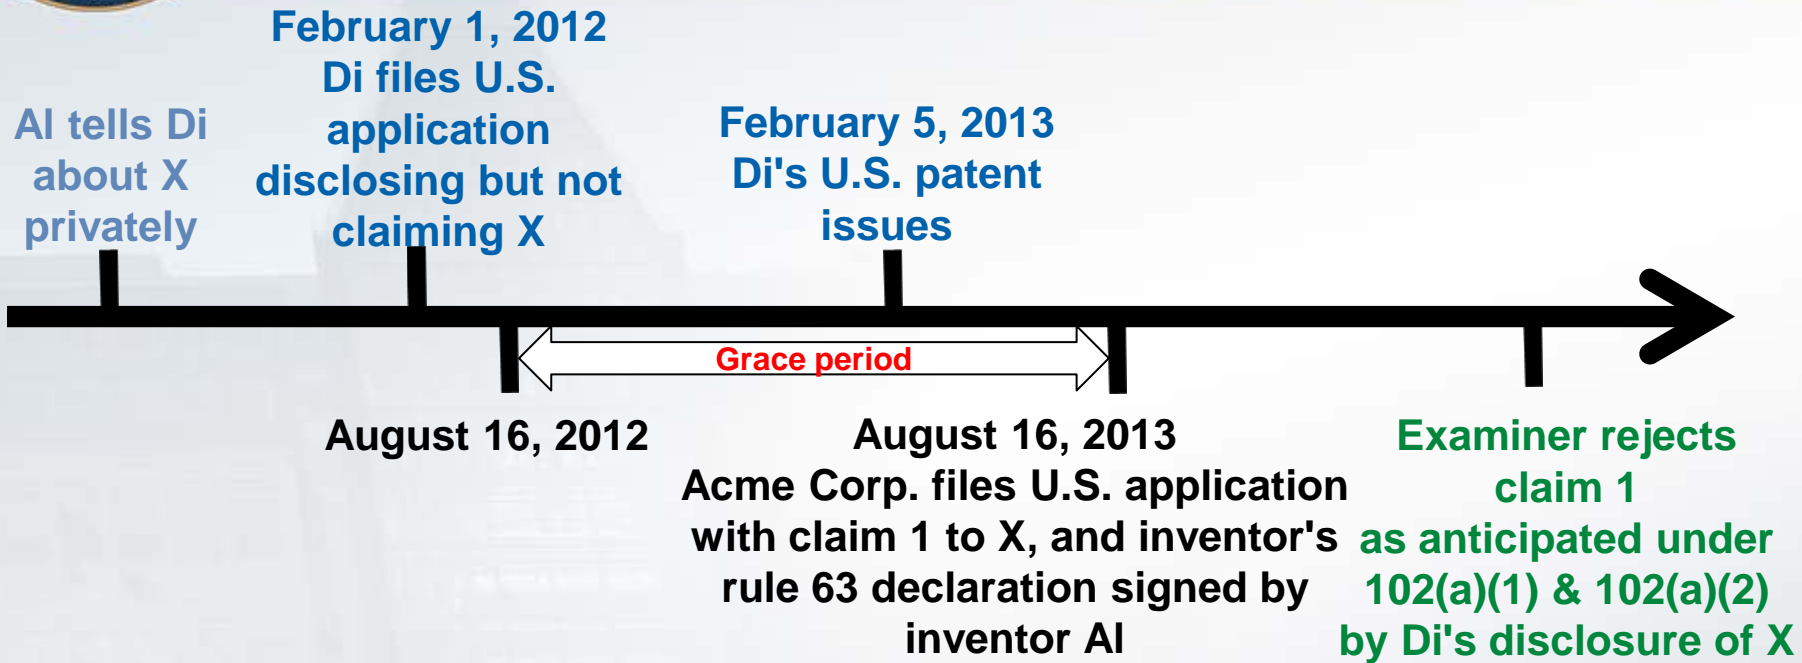 February 1, 2012
Di files U.S.
application
disclosing but not
claiming X
Al tells Di
about X
privately
February 5, 2013
Di's U.S. patent
issues
Grace period
August 16, 2012
August 16, 2013
Acme Corp. files U.S. application
with claim 1 to X, and inventor's
rule 63 declaration signed by
inventor Al
Examiner rejects
claim 1
as anticipated under
102(a)(1) & 102(a)(2)
by Di's disclosure of X